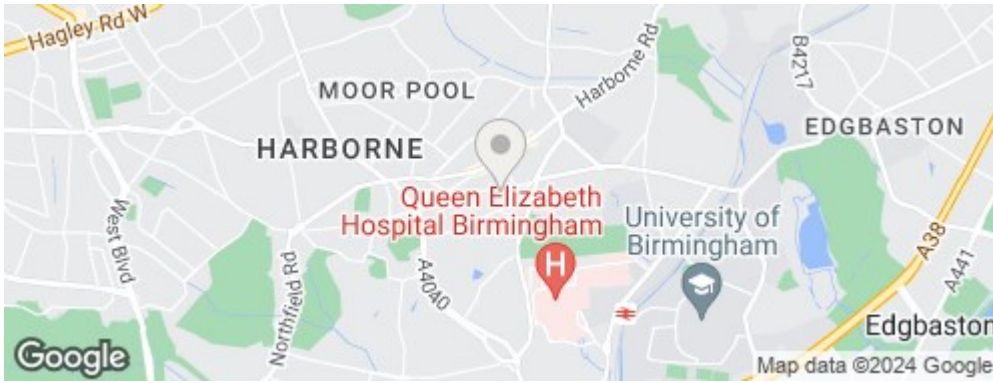 Hagley Rd W
MOOR POOL
Harborne Rd
B4217
EDGBASTON
HARBORNE
Queen Elizabeth
Hospital Birmingham
H
University of
Birmingham
West Blvd
Northfield Rd
A4040
A38
A441
Edgbaston
Google
Map data ©2024 Google